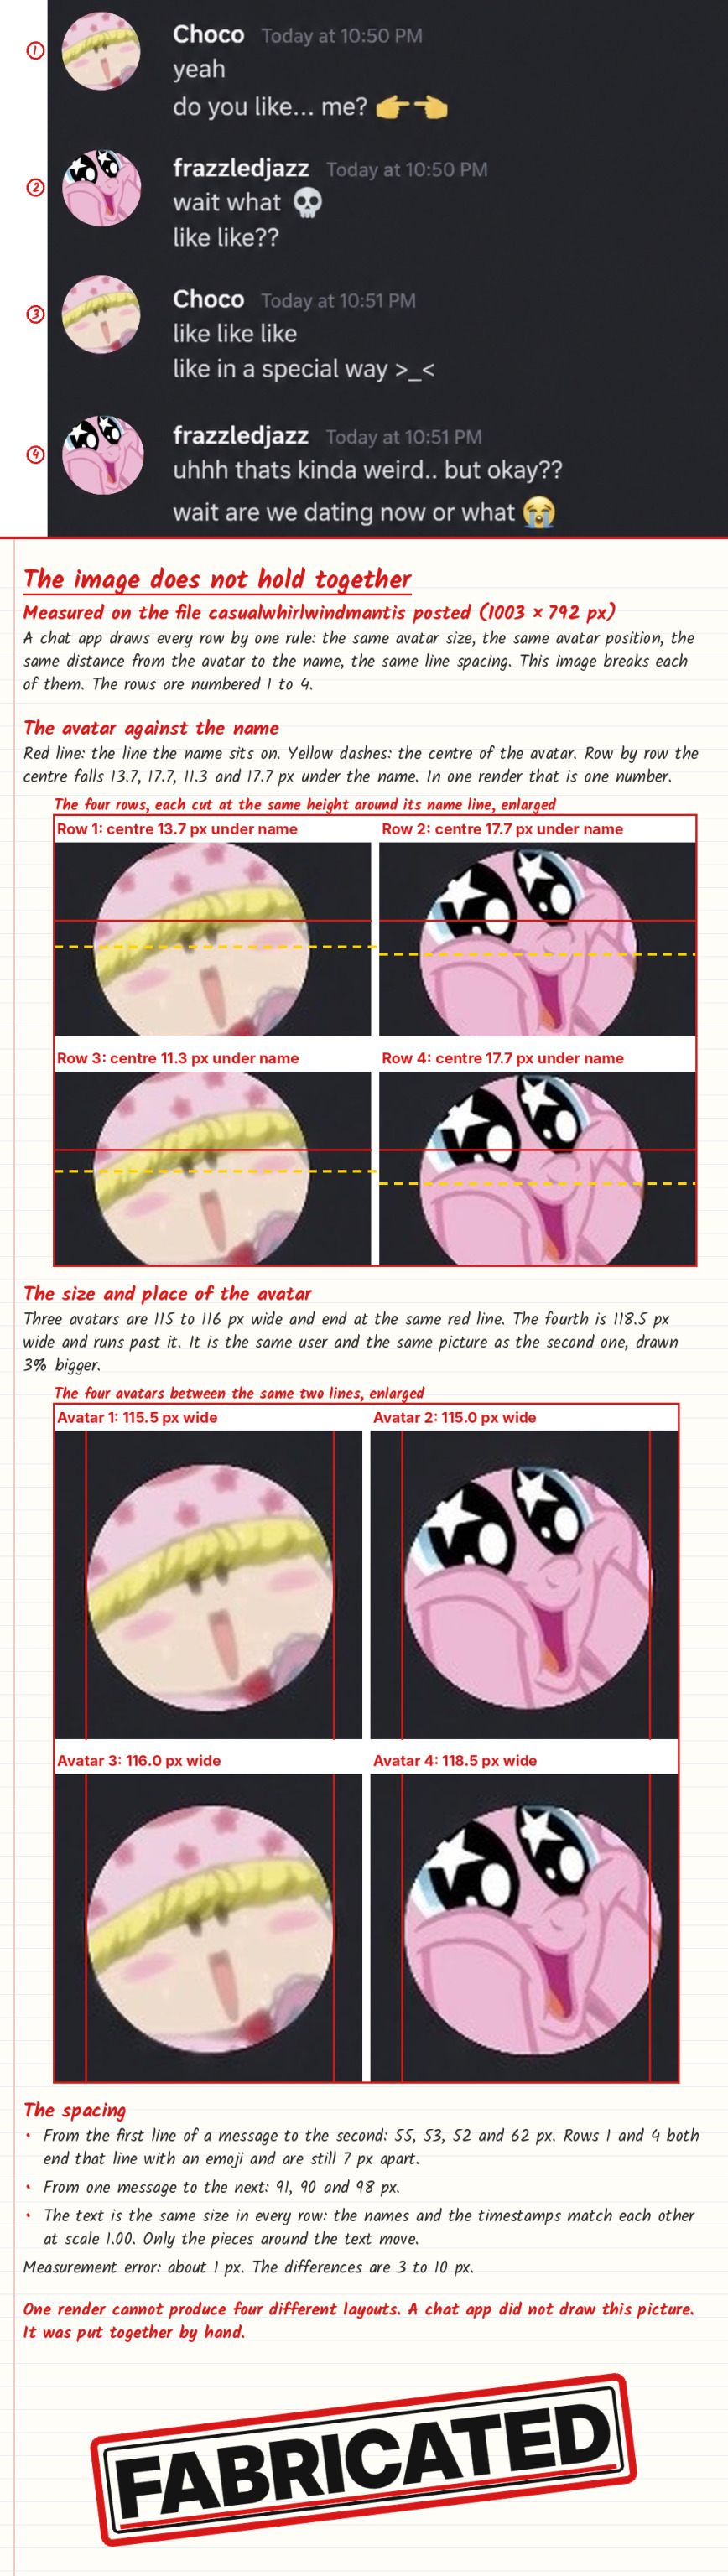 ①
Choco Today at 10:50 PM
yeah
do you like... me? 👉👈
②
frazzledjazz Today at 10:50 PM
wait what 💀
like like??
③
Choco Today at 10:51 PM
like like like
like in a special way >_<
④
frazzledjazz Today at 10:51 PM
uhhh thats kinda weird.. but okay??
wait are we dating now or what 😭
The image does not hold together
Measured on the file casualwhirlwindmantis posted (1003 × 792 px)
A chat app draws every row by one rule: the same avatar size, the same avatar position, the
same distance from the avatar to the name, the same line spacing. This image breaks each
of them. The rows are numbered 1 to 4.
The avatar against the name
Red line: the line the name sits on. Yellow dashes: the centre of the avatar. Row by row the
centre falls 13.7, 17.7, 11.3 and 17.7 px under the name. In one render that is one number.
The four rows, each cut at the same height around its name line, enlarged
Row 1: centre 13.7 px under name
Row 2: centre 17.7 px under name
Row 3: centre 11.3 px under name
Row 4: centre 17.7 px under name
The size and place of the avatar
Three avatars are 115 to 116 px wide and end at the same red line. The fourth is 118.5 px
wide and runs past it. It is the same user and the same picture as the second one, drawn
3% bigger.
The four avatars between the same two lines, enlarged
Avatar 1: 115.5 px wide
Avatar 2: 115.0 px wide
Avatar 3: 116.0 px wide
Avatar 4: 118.5 px wide
The spacing
• From the first line of a message to the second: 55, 53, 52 and 62 px. Rows 1 and 4 both
end that line with an emoji and are still 7 px apart.
• From one message to the next: 91, 90 and 98 px.
• The text is the same size in every row: the names and the timestamps match each other
at scale 1.00. Only the pieces around the text move.
Measurement error: about 1 px. The differences are 3 to 10 px.
One render cannot produce four different layouts. A chat app did not draw this picture.
It was put together by hand.
FABRICATED